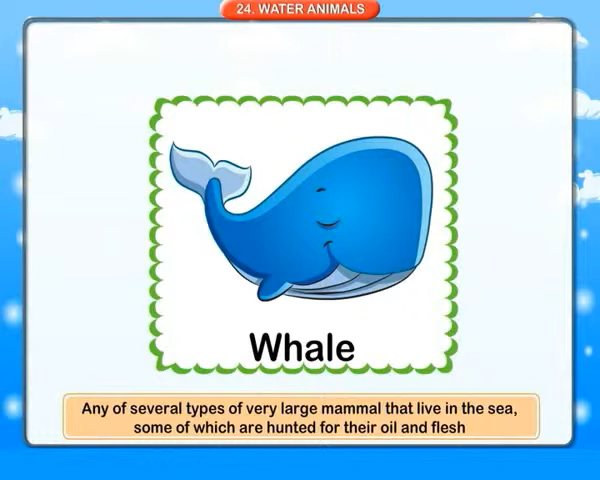 24. WATER ANIMALS
Whale
Any of several types of very large mammal that live in the sea,
some of which are hunted for their oil and flesh